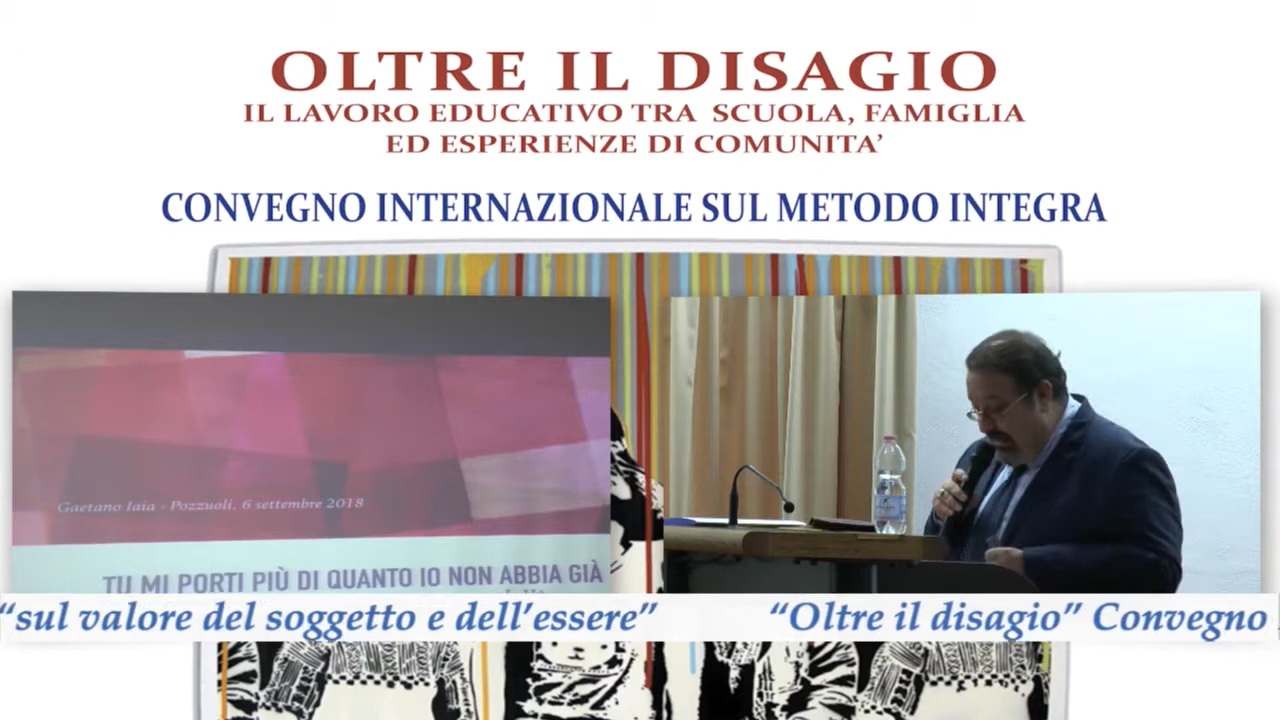 OLTRE IL DISAGIO
IL LAVORO EDUCATIVO TRA SCUOLA, FAMIGLIA
ED ESPERIENZE DI COMUNITA’
CONVEGNO INTERNAZIONALE SUL METODO INTEGRA
Gaetano Iaia - Pozzuoli, 6 settembre 2018
TU MI PORTI PIÙ DI QUANTO IO NON ABBIA GIÀ
“sul valore del soggetto e dell’essere” “Oltre il disagio” Convegno